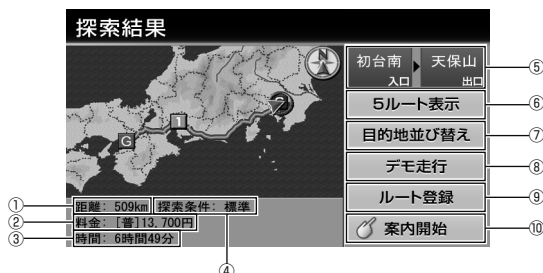 探索結果
初台南 ▶ 天保山
入口 出口
5ルート表示
目的地並び替え
デモ走行
ルート登録
案内開始
G
1
距離: 509km 探索条件: 標準
料金: [普]13,700円
時間: 6時間49分
①
②
③
④
⑤
⑥
⑦
⑧
⑨
⑩